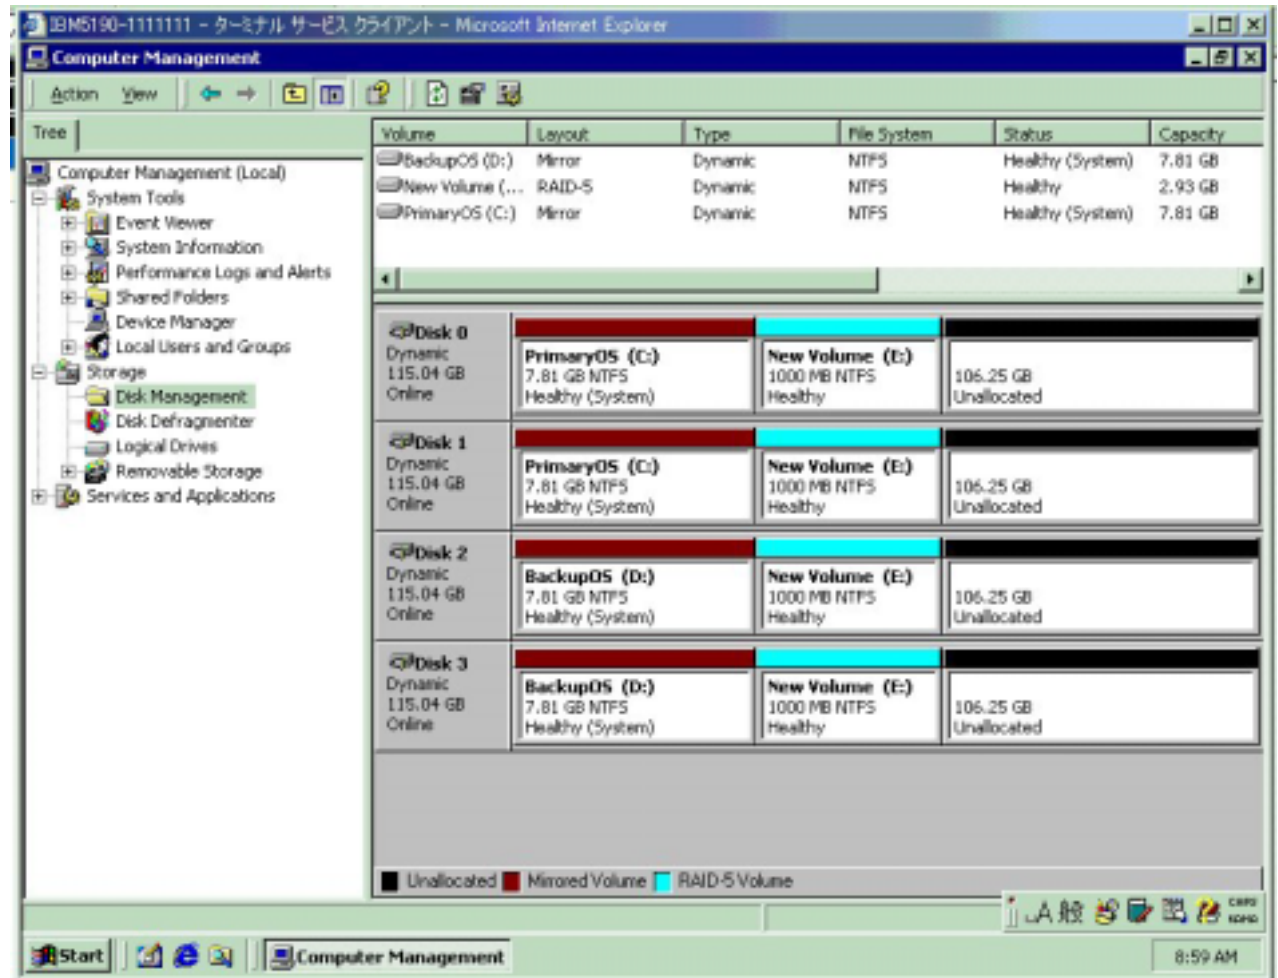 IBM5190-1111111 - ターミナル サービス クライアント - Microsoft Internet Explorer
Computer Management
Action View
Tree
Volume Layout Type File System Status Capacity
BackupOS (D:) Mirror Dynamic NTFS Healthy (System) 7.81 GB
New Volume (... RAID-5 Dynamic NTFS Healthy 2.93 GB
PrimaryOS (C:) Mirror Dynamic NTFS Healthy (System) 7.81 GB
Computer Management (Local)
System Tools
Event Viewer
System Information
Performance Logs and Alerts
Shared Folders
Device Manager
Local Users and Groups
Storage
Disk Management
Disk Defragmenter
Logical Drives
Removable Storage
Services and Applications
Disk 0
Dynamic
115.04 GB
Online
PrimaryOS (C:)
7.81 GB NTFS
Healthy (System)
New Volume (E:)
1000 MB NTFS
Healthy
106.25 GB
Unallocated
Disk 1
Dynamic
115.04 GB
Online
PrimaryOS (C:)
7.81 GB NTFS
Healthy (System)
New Volume (E:)
1000 MB NTFS
Healthy
106.25 GB
Unallocated
Disk 2
Dynamic
115.04 GB
Online
BackupOS (D:)
7.81 GB NTFS
Healthy (System)
New Volume (E:)
1000 MB NTFS
Healthy
106.25 GB
Unallocated
Disk 3
Dynamic
115.04 GB
Online
BackupOS (D:)
7.81 GB NTFS
Healthy (System)
New Volume (E:)
1000 MB NTFS
Healthy
106.25 GB
Unallocated
Unallocated Mirrored Volume RAID-5 Volume
_A 般 CAPS
KANA
Start Computer Management 8:59 AM